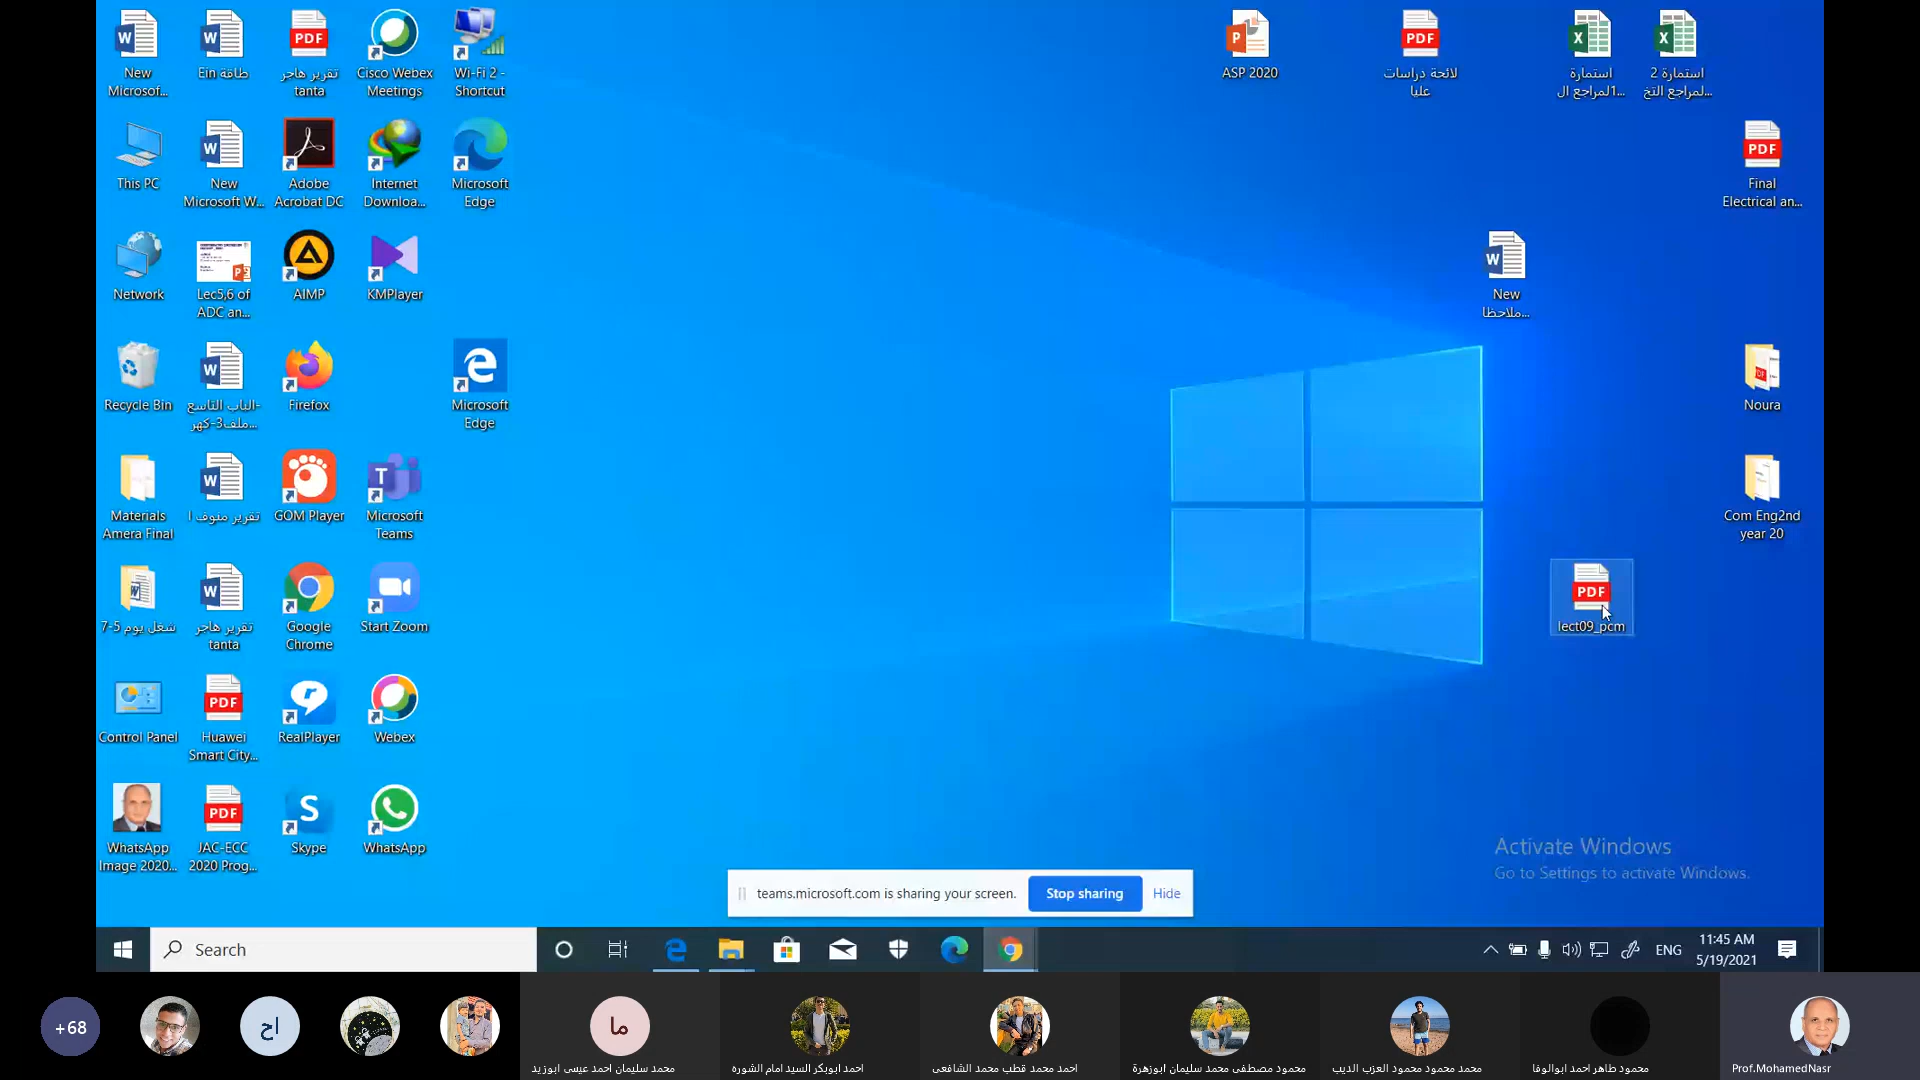 New
Microsof...
Ein طاقة
تقرير هاجر
tanta
Cisco Webex
Meetings
Wi-Fi 2 -
Shortcut
ASP 2020
لائحة دراسات
عليا
استمارة
1لمراجع ال...
استمارة 2
لمراجع التخ...
This PC
New
Microsoft W...
Adobe
Acrobat DC
Internet
Downloa...
Microsoft
Edge
Final
Electrical an...
Network
Lec5,6 of
ADC an...
AIMP
KMPlayer
New
ملاحظا...
Recycle Bin
الباب التاسع-
ملف3-كهر...
Firefox
Microsoft
Edge
Noura
Materials
Amera Final
تقرير منوف ا
GOM Player
Microsoft
Teams
Com Eng2nd
year 20
شغل يوم 5-7
تقرير هاجر
tanta
Google
Chrome
Start Zoom
lect09_pcm
Control Panel
Huawei
Smart City...
RealPlayer
Webex
WhatsApp
Image 2020...
JAC-ECC
2020 Prog...
Skype
WhatsApp
Activate Windows
Go to Settings to activate Windows.
teams.microsoft.com is sharing your screen.
Stop sharing
Hide
Search
ENG
11:45 AM
5/19/2021
+68
اح
ما
محمد سليمان احمد عيسى ابوزيد
احمد ابوبكر السيد امام الشوره
احمد محمد قطب محمد الشافعى
محمود مصطفى محمد سليمان ابوزهرة
محمد محمود محمود العزب الديب
محمود طاهر احمد ابوالوفا
Prof.MohamedNasr